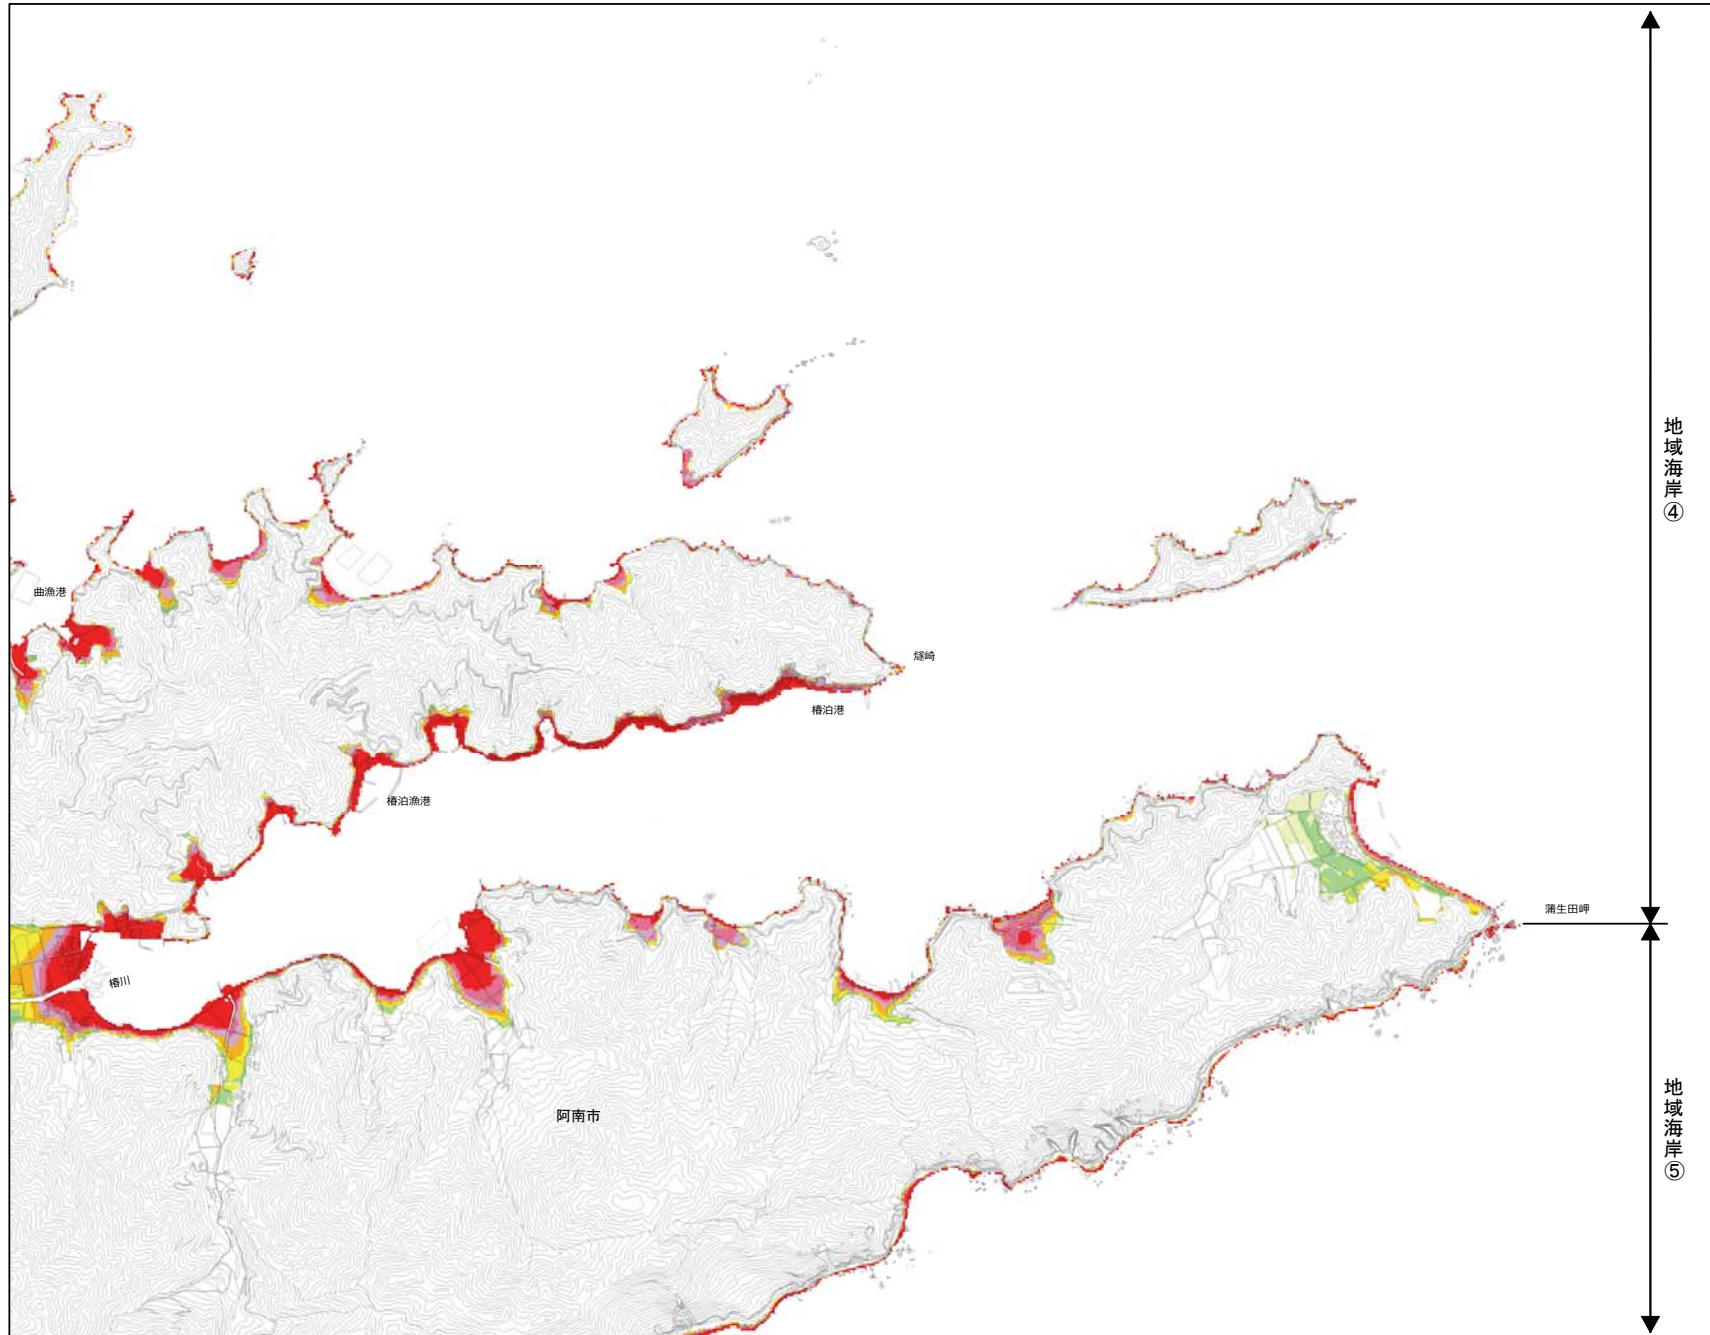 地域海岸④
曲漁港
燧崎
椿泊港
椿泊漁港
蒲生田岬
椿川
阿南市
地域海岸⑤